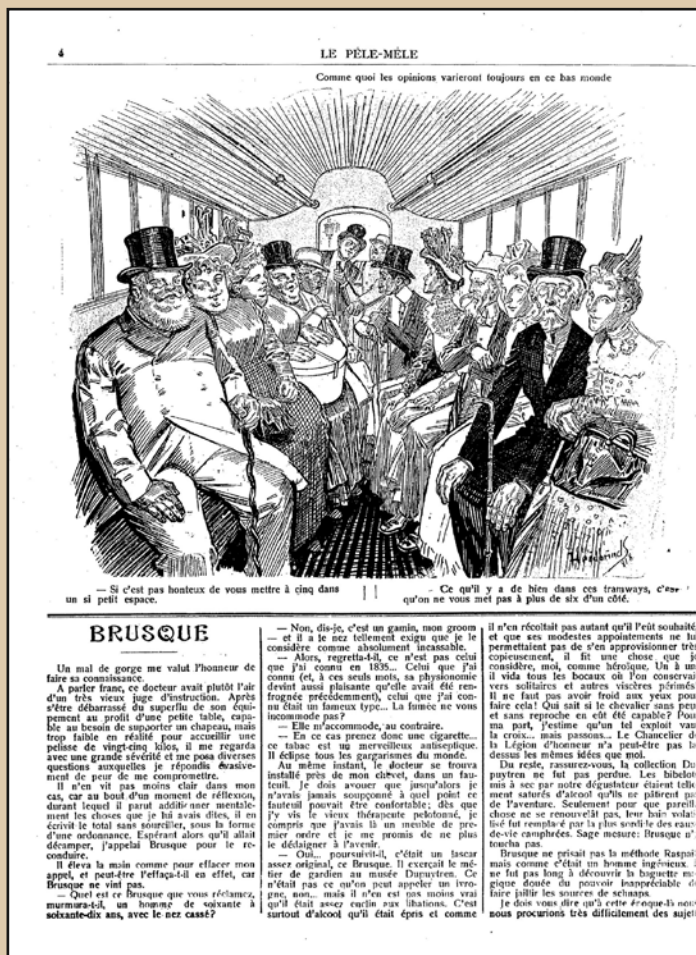 4
LE PÊLE-MÊLE
Comme quoi les opinions varieront toujours en ce bas monde
— Si c'est pas honteux de vous mettre à cinq dans
un si petit espace.
- Ce qu'il y a de bien dans ces tramways, c'est
qu'on ne vous met pas à plus de six d'un côté.
BRUSQUE
Un mal de gorge me valut l'honneur de
faire sa connaissance.
A parler franc, ce docteur avait plutôt l'air
d'un très vieux juge d'instruction. Après
s'être débarrassé du superflu de son équi-
pement au profit d'une petite table, capa-
ble au besoin de supporter un chapeau, mais
trop faible en réalité pour accueillir une
pelisse de vingt-cinq kilos, il me regarda
avec une grande sévérité et me posa diverses
questions auxquelles je répondis évasive-
ment de peur de me compromettre.
Il n'en vit pas moins clair dans mon
cas, car au bout d'un moment de réflexion,
durant lequel il parut additionner mentale-
ment les choses que je lui avais dites, il en
écrivit le total sans sourciller, sous la forme
d'une ordonnance. Espérant alors qu'il allait
décamper, j'appelai Brusque pour le re-
conduire.
Il éleva la main comme pour effacer mon
appel, et peut-être l'effaça-t-il en effet, car
Brusque ne vint pas.
— Quel est ce Brusque que vous réclamez,
murmura-t-il, un homme de soixante à
soixante-dix ans, avec le nez cassé?
— Non, dis-je, c'est un gamin, mon groom
— et il a le nez tellement exigu que je le
considère comme absolument incassable.
— Alors, regretta-t-il, ce n'est pas celui
que j'ai connu en 1835... Celui que j'ai
connu (et, à ces seuls mots, sa physionomie
devint aussi plaisante qu'elle avait été ren-
frognée précédemment), celui que j'ai con-
nu était un fameux type... La fumée ne vous
incommode pas?
— Elle m'accommode, au contraire.
— En ce cas prenez donc une cigarette...
ce tabac est un merveilleux antiseptique.
Il éclipse tous les gargarismes du monde.
Au même instant, le docteur se trouva
installé près de mon chevet, dans un fau-
teuil. Je dois avouer que jusqu'alors je
n'avais jamais soupçonné à quel point ce
fauteuil pouvait être confortable; dès que
j'y vis le vieux thérapeute pelotonné, je
compris que j'avais là un meuble de pre-
mier ordre et je me promis de ne plus
le dédaigner à l'avenir.
— Oui... poursuivit-il, c'était un lascar
assez original, ce Brusque. Il exerçait le mé-
tier de gardien au musée Dupuytren. Ce
n'était pas ce qu'on peut appeler un ivro-
gne, non... mais il n'en est pas moins vrai
qu'il était assez enclin aux libations. C'est
surtout d'alcool qu'il était épris et comme
il n'en récoltait pas autant qu'il l'eût souhaité,
et que ses modestes appointements ne lui
permettaient pas de s'en approvisionner très
copieusement, il fit une chose que je
considère, moi, comme héroïque. Un à un
il vida tous les bocaux où l'on conservait
vers solitaires et autres viscères périmés.
Il ne faut pas avoir froid aux yeux pour
faire cela! Qui sait si le chevalier sans peur
et sans reproche en eût été capable? Pour
ma part, j'estime qu'un tel exploit vaut
la croix... mais passons... Le Chancelier de
la Légion d'honneur n'a peut-être pas là-
dessus les mêmes idées que moi.
Du reste, rassurez-vous, la collection Du-
puytren ne fut pas perdue. Les bibelots
mis à sec par notre dégustateur étaient telle-
ment saturés d'alcool qu'ils ne pâtirent pas
de l'aventure. Seulement pour que pareille
chose ne se renouvelât pas, leur bain volati-
lisé fut remplacé par la plus sordide des eaux-
de-vie camphrées. Sage mesure: Brusque n'y
toucha pas.
Brusque ne prisait pas la méthode Raspail
mais comme c'était un homme ingénieux, il
ne fut pas long à découvrir la baguette ma-
gique douée du pouvoir inappréciable de
faire jaillir les sources de schnaps.
Je dois vous dire qu'à cette époque-là nous
nous procurions très difficilement des sujets